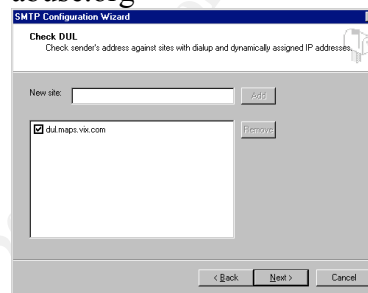 abuse.org
SMTP Configuration Wizard
Check DUL
Check sender's address against sites with dialup and dynamically assigned IP addresses.
New site:
Add
dul.maps.vix.com
Remove
< Back
Next >
Cancel